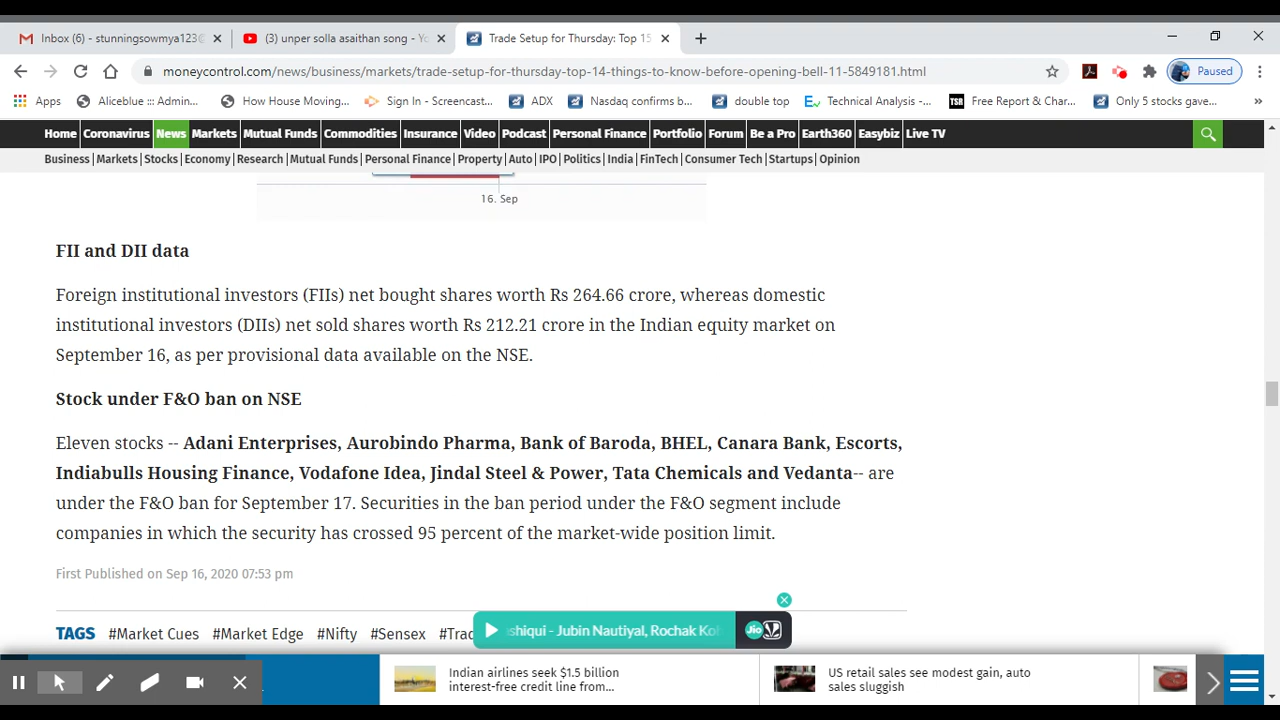 Inbox (6) - stunningsowmya123@
(3) unper solla asaithan song - Yo
Trade Setup for Thursday: Top 15
moneycontrol.com/news/business/markets/trade-setup-for-thursday-top-14-things-to-know-before-opening-bell-11-5849181.html
Paused
Apps Aliceblue ::: Admin... How House Moving... Sign In - Screencast... ADX Nasdaq confirms b... double top Technical Analysis -... TSR Free Report & Char... Only 5 stocks gave... »
Home Coronavirus News Markets Mutual Funds Commodities Insurance Video Podcast Personal Finance Portfolio Forum Be a Pro Earth360 Easybiz Live TV
Business | Markets | Stocks | Economy | Research | Mutual Funds | Personal Finance | Property | Auto | IPO | Politics | India | FinTech | Consumer Tech | Startups | Opinion
16. Sep
FII and DII data
Foreign institutional investors (FIIs) net bought shares worth Rs 264.66 crore, whereas domestic
institutional investors (DIIs) net sold shares worth Rs 212.21 crore in the Indian equity market on
September 16, as per provisional data available on the NSE.
Stock under F&O ban on NSE
Eleven stocks -- Adani Enterprises, Aurobindo Pharma, Bank of Baroda, BHEL, Canara Bank, Escorts,
Indiabulls Housing Finance, Vodafone Idea, Jindal Steel & Power, Tata Chemicals and Vedanta-- are
under the F&O ban for September 17. Securities in the ban period under the F&O segment include
companies in which the security has crossed 95 percent of the market-wide position limit.
First Published on Sep 16, 2020 07:53 pm
TAGS #Market Cues #Market Edge #Nifty #Sensex #Trad
shiqui - Jubin Nautiyal, Rochak Ko
Jio
Indian airlines seek $1.5 billion
interest-free credit line from...
US retail sales see modest gain, auto
sales sluggish